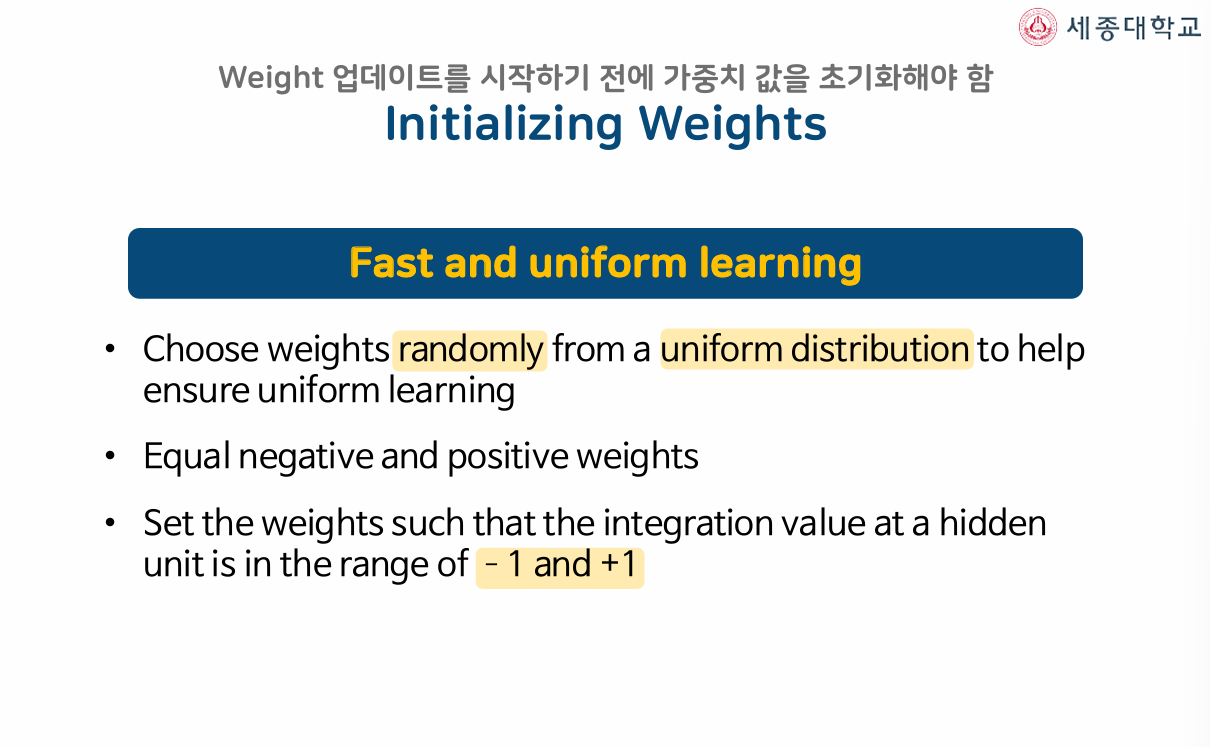 세종대학교
Weight 업데이트를 시작하기 전에 가중치 값을 초기화해야 함
Initializing Weights
Fast and uniform learning
• Choose weights randomly from a uniform distribution to help
ensure uniform learning
• Equal negative and positive weights
• Set the weights such that the integration value at a hidden
unit is in the range of – 1 and +1